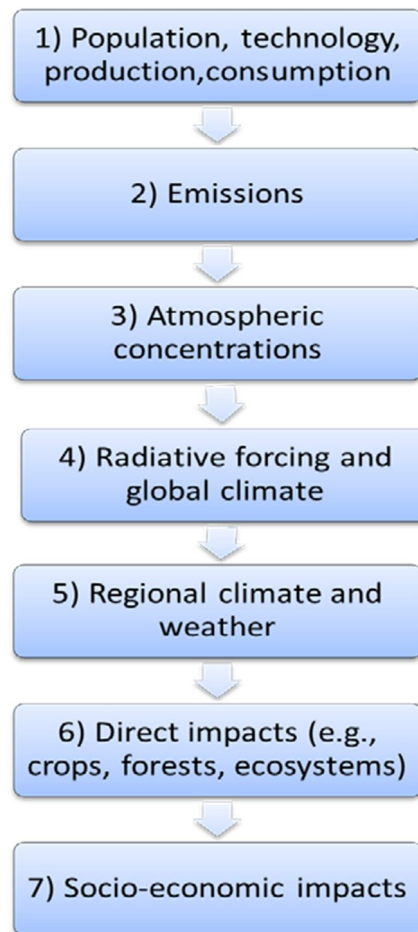 1) Population, technology,
production,consumption
2) Emissions
3) Atmospheric
concentrations
4) Radiative forcing and
global climate
5) Regional climate and
weather
6) Direct impacts (e.g.,
crops, forests, ecosystems)
7) Socio-economic impacts